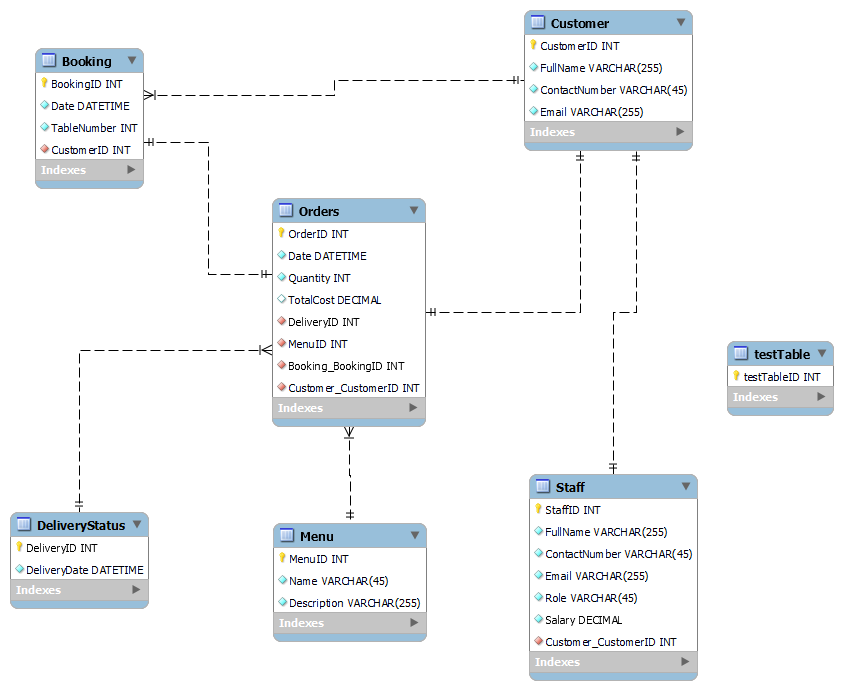 Customer
CustomerID INT
FullName VARCHAR(255)
ContactNumber VARCHAR(45)
Email VARCHAR(255)
Indexes
Booking
BookingID INT
Date DATETIME
TableNumber INT
CustomerID INT
Indexes
Orders
OrderID INT
Date DATETIME
Quantity INT
TotalCost DECIMAL
DeliveryID INT
MenuID INT
Booking_BookingID INT
Customer_CustomerID INT
Indexes
testTable
testTableID INT
Indexes
DeliveryStatus
DeliveryID INT
DeliveryDate DATETIME
Indexes
Menu
MenuID INT
Name VARCHAR(45)
Description VARCHAR(255)
Indexes
Staff
StaffID INT
FullName VARCHAR(255)
ContactNumber VARCHAR(45)
Email VARCHAR(255)
Role VARCHAR(45)
Salary DECIMAL
Customer_CustomerID INT
Indexes